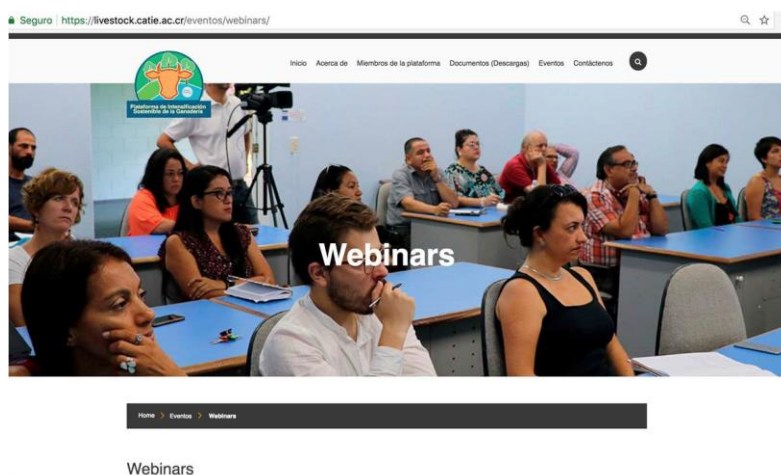 Seguro https://livestock.catie.ac.cr/eventos/webinars/
Inicio Acerca de Miembros de la plataforma Documentos (Descargas) Eventos Contáctenos
Plataforma de Intensificación
Sostenible de la Ganadería
Webinars
Home > Eventos > Webinars
Webinars